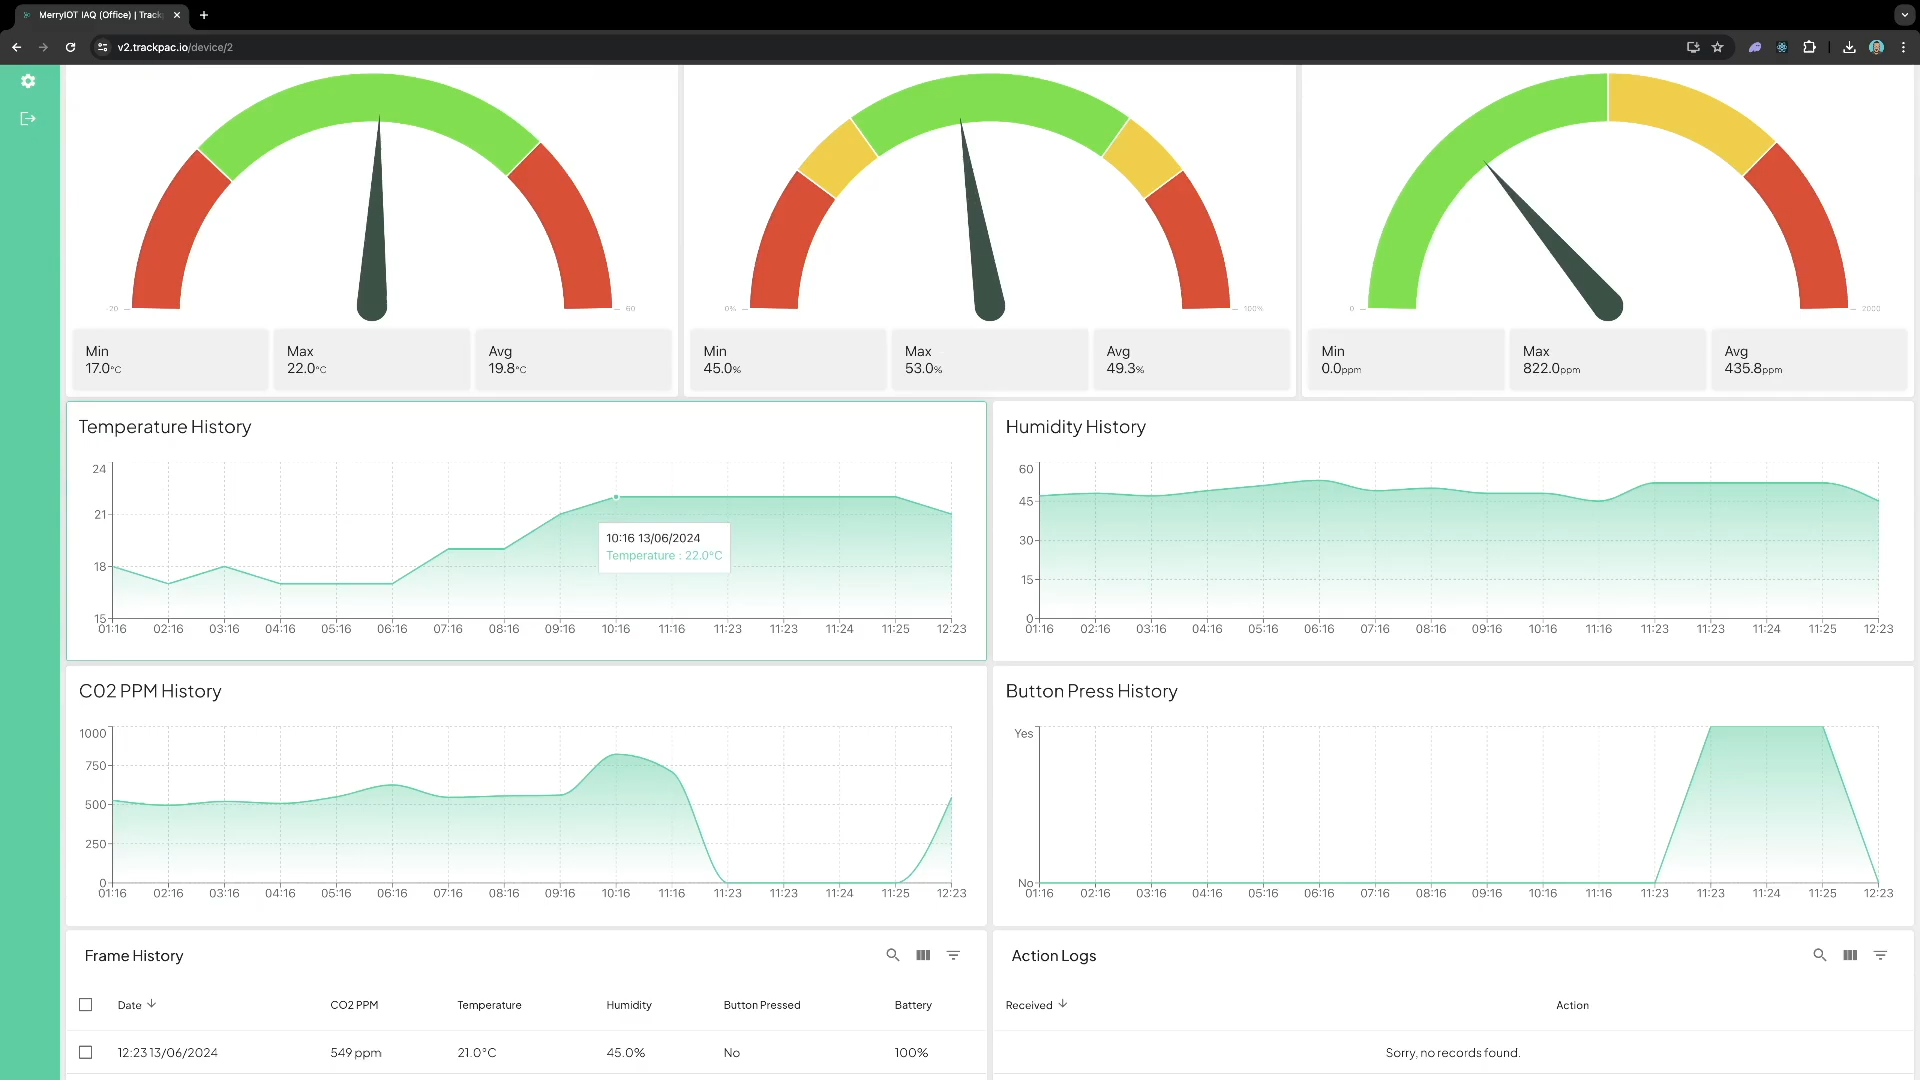 MerryIOT IAQ (Office) | Track
v2.trackpac.io/device/2
-20
60
0%
100%
0
2000
Min
17.0°C
Max
22.0°C
Avg
19.8°C
Min
45.0%
Max
53.0%
Avg
49.3%
Min
0.0ppm
Max
822.0ppm
Avg
435.8ppm
Temperature History
24
21
18
15
10:16 13/06/2024
Temperature : 22.0°C
01:16 02:16 03:16 04:16 05:16 06:16 07:16 08:16 09:16 10:16 11:16 11:23 11:23 11:24 11:25 12:23
Humidity History
60
45
30
15
0
01:16 02:16 03:16 04:16 05:16 06:16 07:16 08:16 09:16 10:16 11:16 11:23 11:23 11:24 11:25 12:23
CO2 PPM History
1000
750
500
250
0
01:16 02:16 03:16 04:16 05:16 06:16 07:16 08:16 09:16 10:16 11:16 11:23 11:23 11:24 11:25 12:23
Button Press History
Yes
No
01:16 02:16 03:16 04:16 05:16 06:16 07:16 08:16 09:16 10:16 11:16 11:23 11:23 11:24 11:25 12:23
Frame History
Date CO2 PPM Temperature Humidity Button Pressed Battery
12:23 13/06/2024 549 ppm 21.0°C 45.0% No 100%
Action Logs
Received Action
Sorry, no records found.